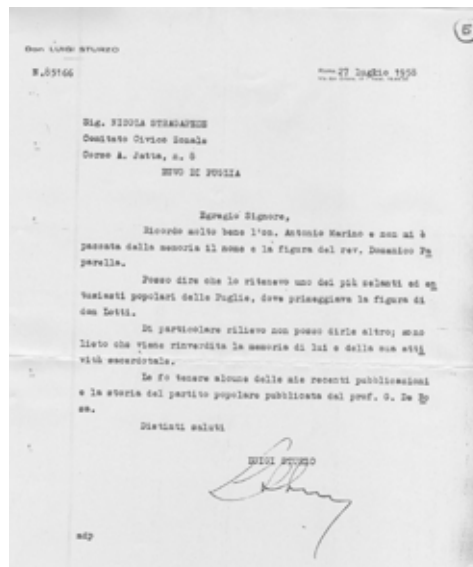 (5
Don LUIGI STURZO
N.85166
Roma, 27 luglio 1958
Sig. NICOLA STRAGAPEDE
Comitato Civico Zonale
Corso A. Jatta, n. 5
RUVO DI PUGLIA
Egregio Signore,
Ricordo molto bene l'on. Antonio Marino e non mi è
passata dalla memoria il nome e la figura del rev. Domenico Pa
parella.
Posso dire che lo ritenevo uno dei più zelanti ed en
tusiasti popolari delle Puglie, dove primeggiava la figura di
don Lotti.
Di particolare rilievo non posso dirle altro; sono
lieto che viene rinverdita la memoria di lui e della sua atti
vità sacerdotale.
Le fo tenere alcune delle mie recenti pubblicazioni
e la storia del partito popolare pubblicata dal prof. G. De Ro
sa.
Distinti saluti
LUIGI STURZO
mdp